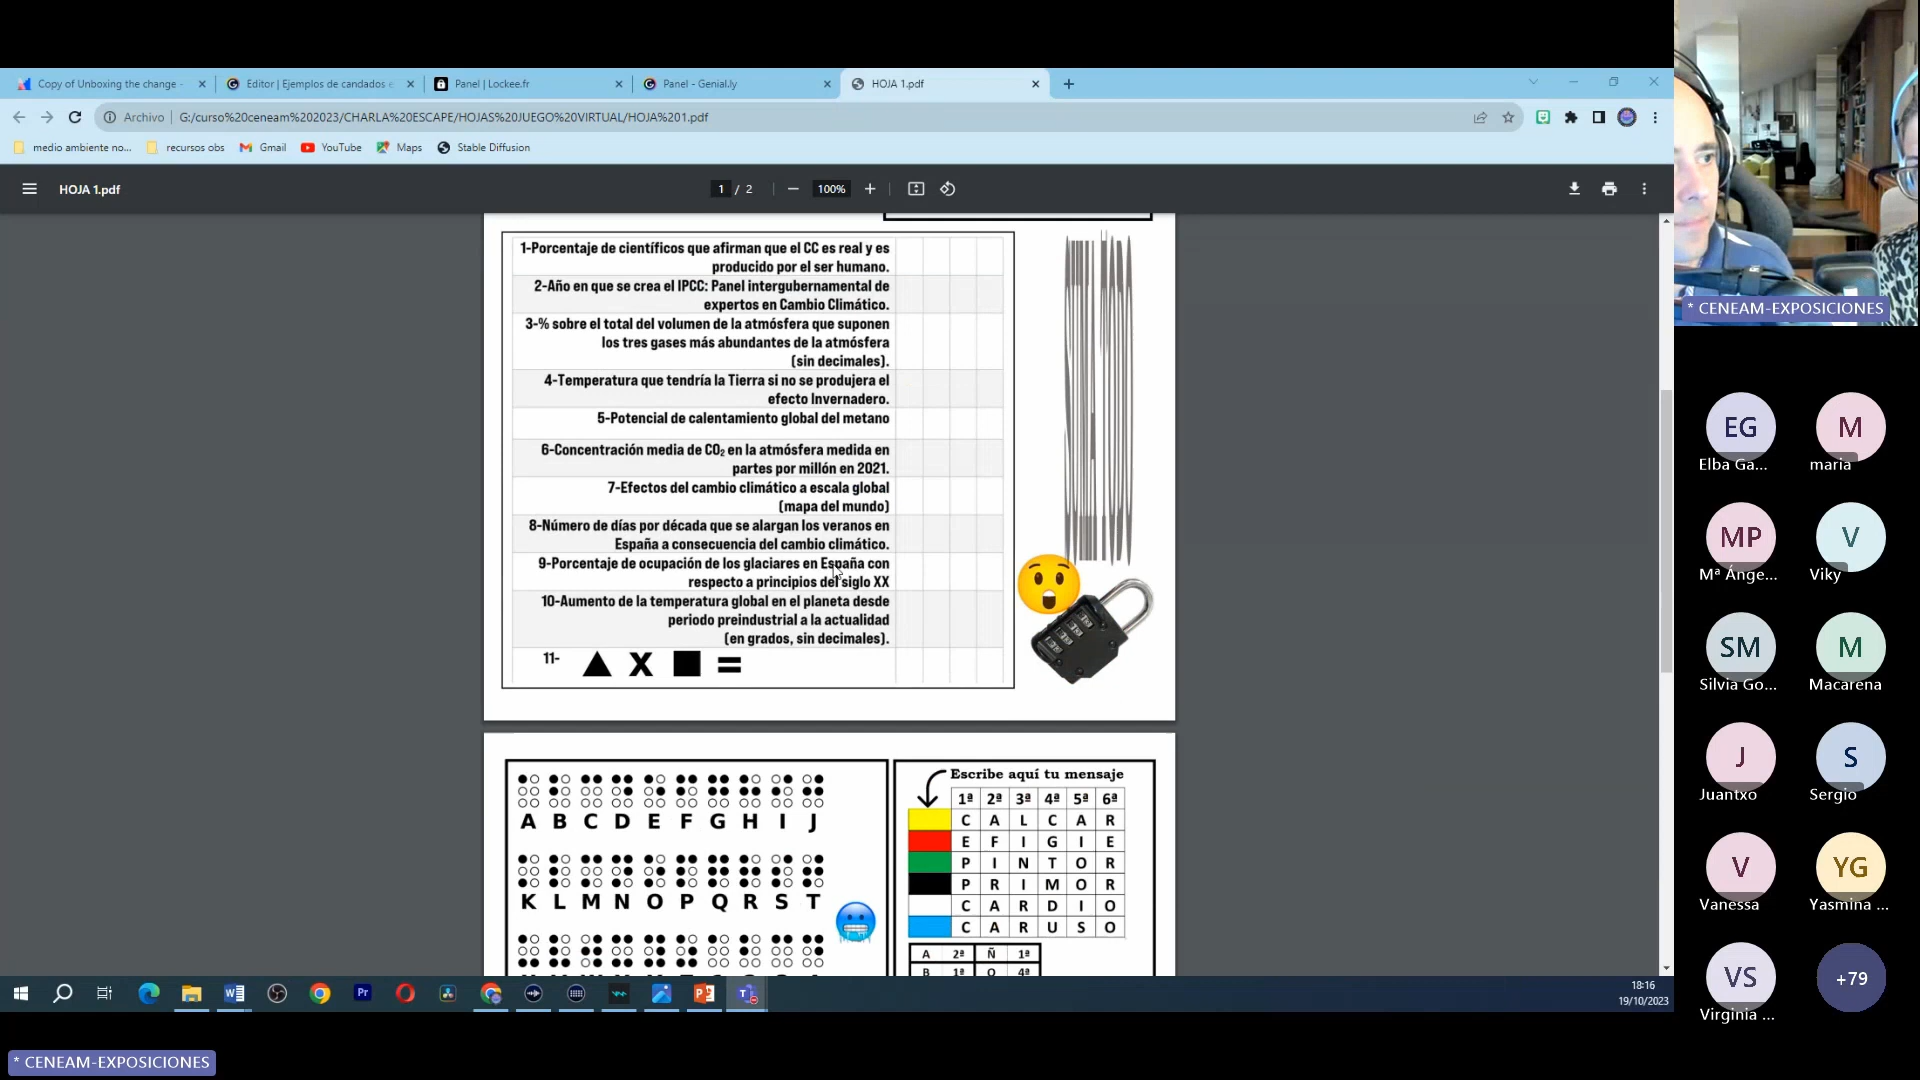 Copy of Unboxing the change -
Editor | Ejemplos de candados e
Panel | Lockee.fr
Panel - Genial.ly
HOJA 1.pdf
Archivo
G:/curso%20ceneam%202023/CHARLA%20ESCAPE/HOJAS%20JUEGO%20VIRTUAL/HOJA%201.pdf
medio ambiente no...
recursos obs
Gmail
YouTube
Maps
Stable Diffusion
HOJA 1.pdf
1 / 2
100%
1-Porcentaje de científicos que afirman que el CC es real y es
producido por el ser humano.
2-Año en que se crea el IPCC: Panel intergubernamental de
expertos en Cambio Climático.
3-% sobre el total del volumen de la atmósfera que suponen
los tres gases más abundantes de la atmósfera
(sin decimales).
4-Temperatura que tendría la Tierra si no se produjera el
efecto Invernadero.
5-Potencial de calentamiento global del metano
6-Concentración media de CO₂ en la atmósfera medida en
partes por millón en 2021.
7-Efectos del cambio climático a escala global
(mapa del mundo)
8-Número de días por década que se alargan los veranos en
España a consecuencia del cambio climático.
9-Porcentaje de ocupación de los glaciares en España con
respecto a principios del siglo XX
10-Aumento de la temperatura global en el planeta desde
periodo preindustrial a la actualidad
(en grados, sin decimales).
11- ▲ X ■ =
A B C D E F G H I J
K L M N O P Q R S T
Escribe aquí tu mensaje
1ª 2ª 3ª 4ª 5ª 6ª
C A L C A R
E F I G I E
P I N T O R
P R I M O R
C A R D I O
C A R U S O
A 2ª Ñ 1ª
B 1ª O 4ª
18:16
19/10/2023
* CENEAM-EXPOSICIONES
EG
Elba Ga...
M
maria
MP
Mª Ánge...
V
Viky
SM
Silvia Go...
M
Macarena
J
Juantxo
S
Sergio
V
Vanessa
YG
Yasmina ...
VS
Virginia ...
+79
* CENEAM-EXPOSICIONES